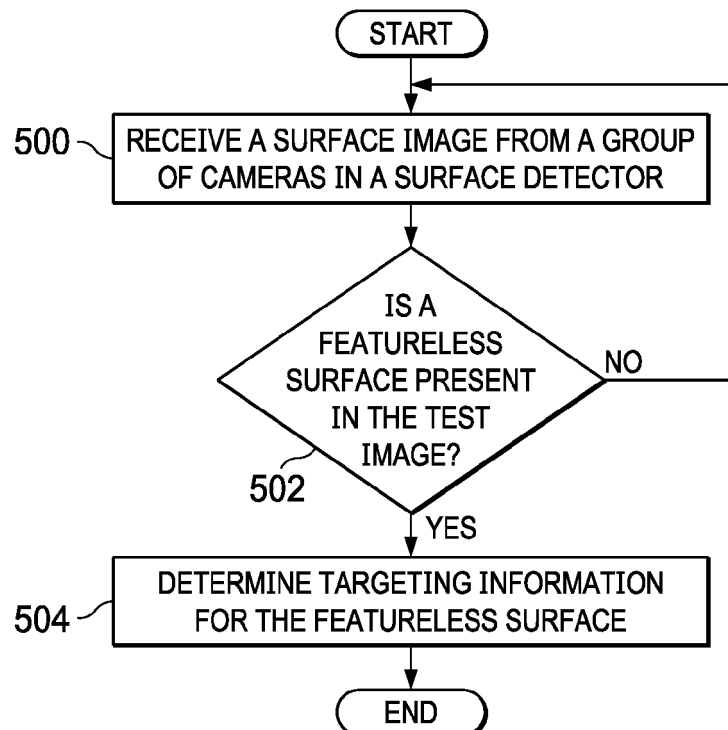 START
500
RECEIVE A SURFACE IMAGE FROM A GROUP
OF CAMERAS IN A SURFACE DETECTOR
IS A
FEATURELESS
SURFACE PRESENT
IN THE TEST
IMAGE?
NO
502
YES
504
DETERMINE TARGETING INFORMATION
FOR THE FEATURELESS SURFACE
END